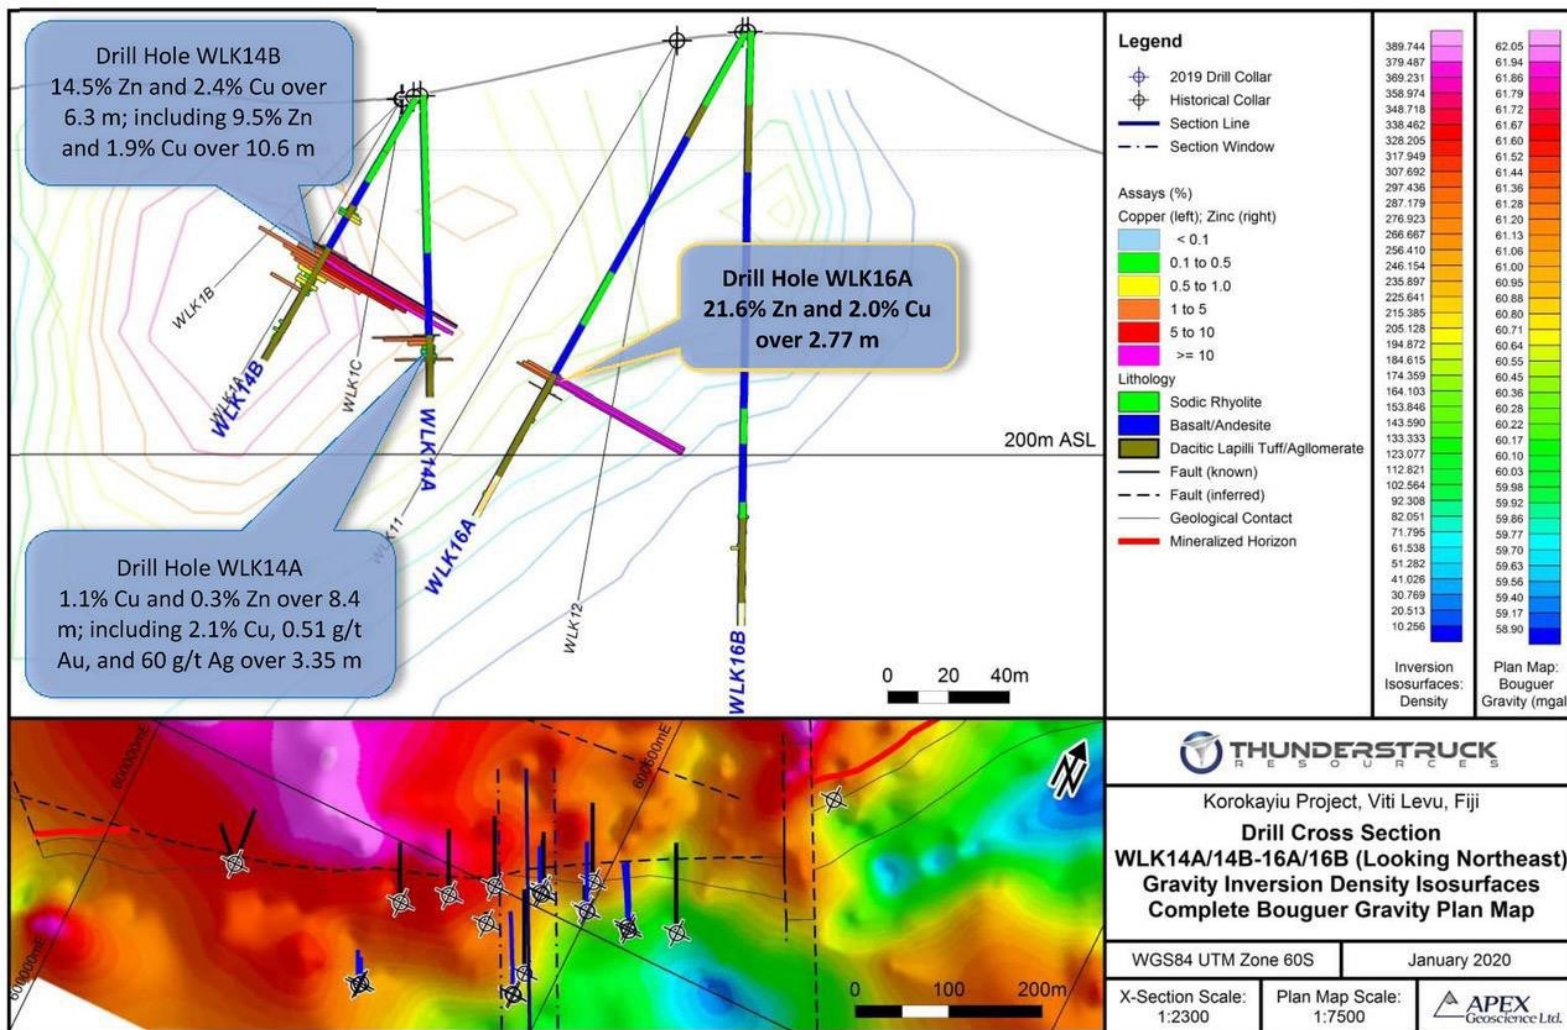 Drill Hole WLK14B
14.5% Zn and 2.4% Cu over
6.3 m; including 9.5% Zn
and 1.9% Cu over 10.6 m
Drill Hole WLK16A
21.6% Zn and 2.0% Cu
over 2.77 m
Drill Hole WLK14A
1.1% Cu and 0.3% Zn over 8.4
m; including 2.1% Cu, 0.51 g/t
Au, and 60 g/t Ag over 3.35 m
WLK1B
WLK1A
WLK14B
WLK1C
WLK14A
WLK11
WLK16A
WLK12
WLK16B
200m ASL
0 20 40m
Legend
2019 Drill Collar
Historical Collar
Section Line
Section Window
Assays (%)
Copper (left); Zinc (right)
< 0.1
0.1 to 0.5
0.5 to 1.0
1 to 5
5 to 10
>= 10
Lithology
Sodic Rhyolite
Basalt/Andesite
Dacitic Lapilli Tuff/Agllomerate
Fault (known)
Fault (inferred)
Geological Contact
Mineralized Horizon
389.744
379.487
369.231
358.974
348.718
338.462
328.205
317.949
307.692
297.436
287.179
276.923
266.667
256.410
246.154
235.897
225.641
215.385
205.128
194.872
184.615
174.359
164.103
153.846
143.590
133.333
123.077
112.821
102.564
92.308
82.051
71.795
61.538
51.282
41.026
30.769
20.513
10.256
Inversion
Isosurfaces:
Density
62.05
61.94
61.86
61.79
61.72
61.67
61.60
61.52
61.44
61.36
61.28
61.20
61.13
61.06
61.00
60.95
60.88
60.80
60.71
60.64
60.55
60.45
60.36
60.28
60.22
60.17
60.10
60.03
59.98
59.92
59.86
59.77
59.70
59.63
59.56
59.40
59.17
58.90
Plan Map:
Bouguer
Gravity (mgal
600000mE
600000mE
600500mE
N
0 100 200m
THUNDERSTRUCK
RESOURCES
Korokayiu Project, Viti Levu, Fiji
Drill Cross Section
WLK14A/14B-16A/16B (Looking Northeast)
Gravity Inversion Density Isosurfaces
Complete Bouguer Gravity Plan Map
WGS84 UTM Zone 60S
January 2020
X-Section Scale:
1:2300
Plan Map Scale:
1:7500
APEX
Geoscience Ltd.